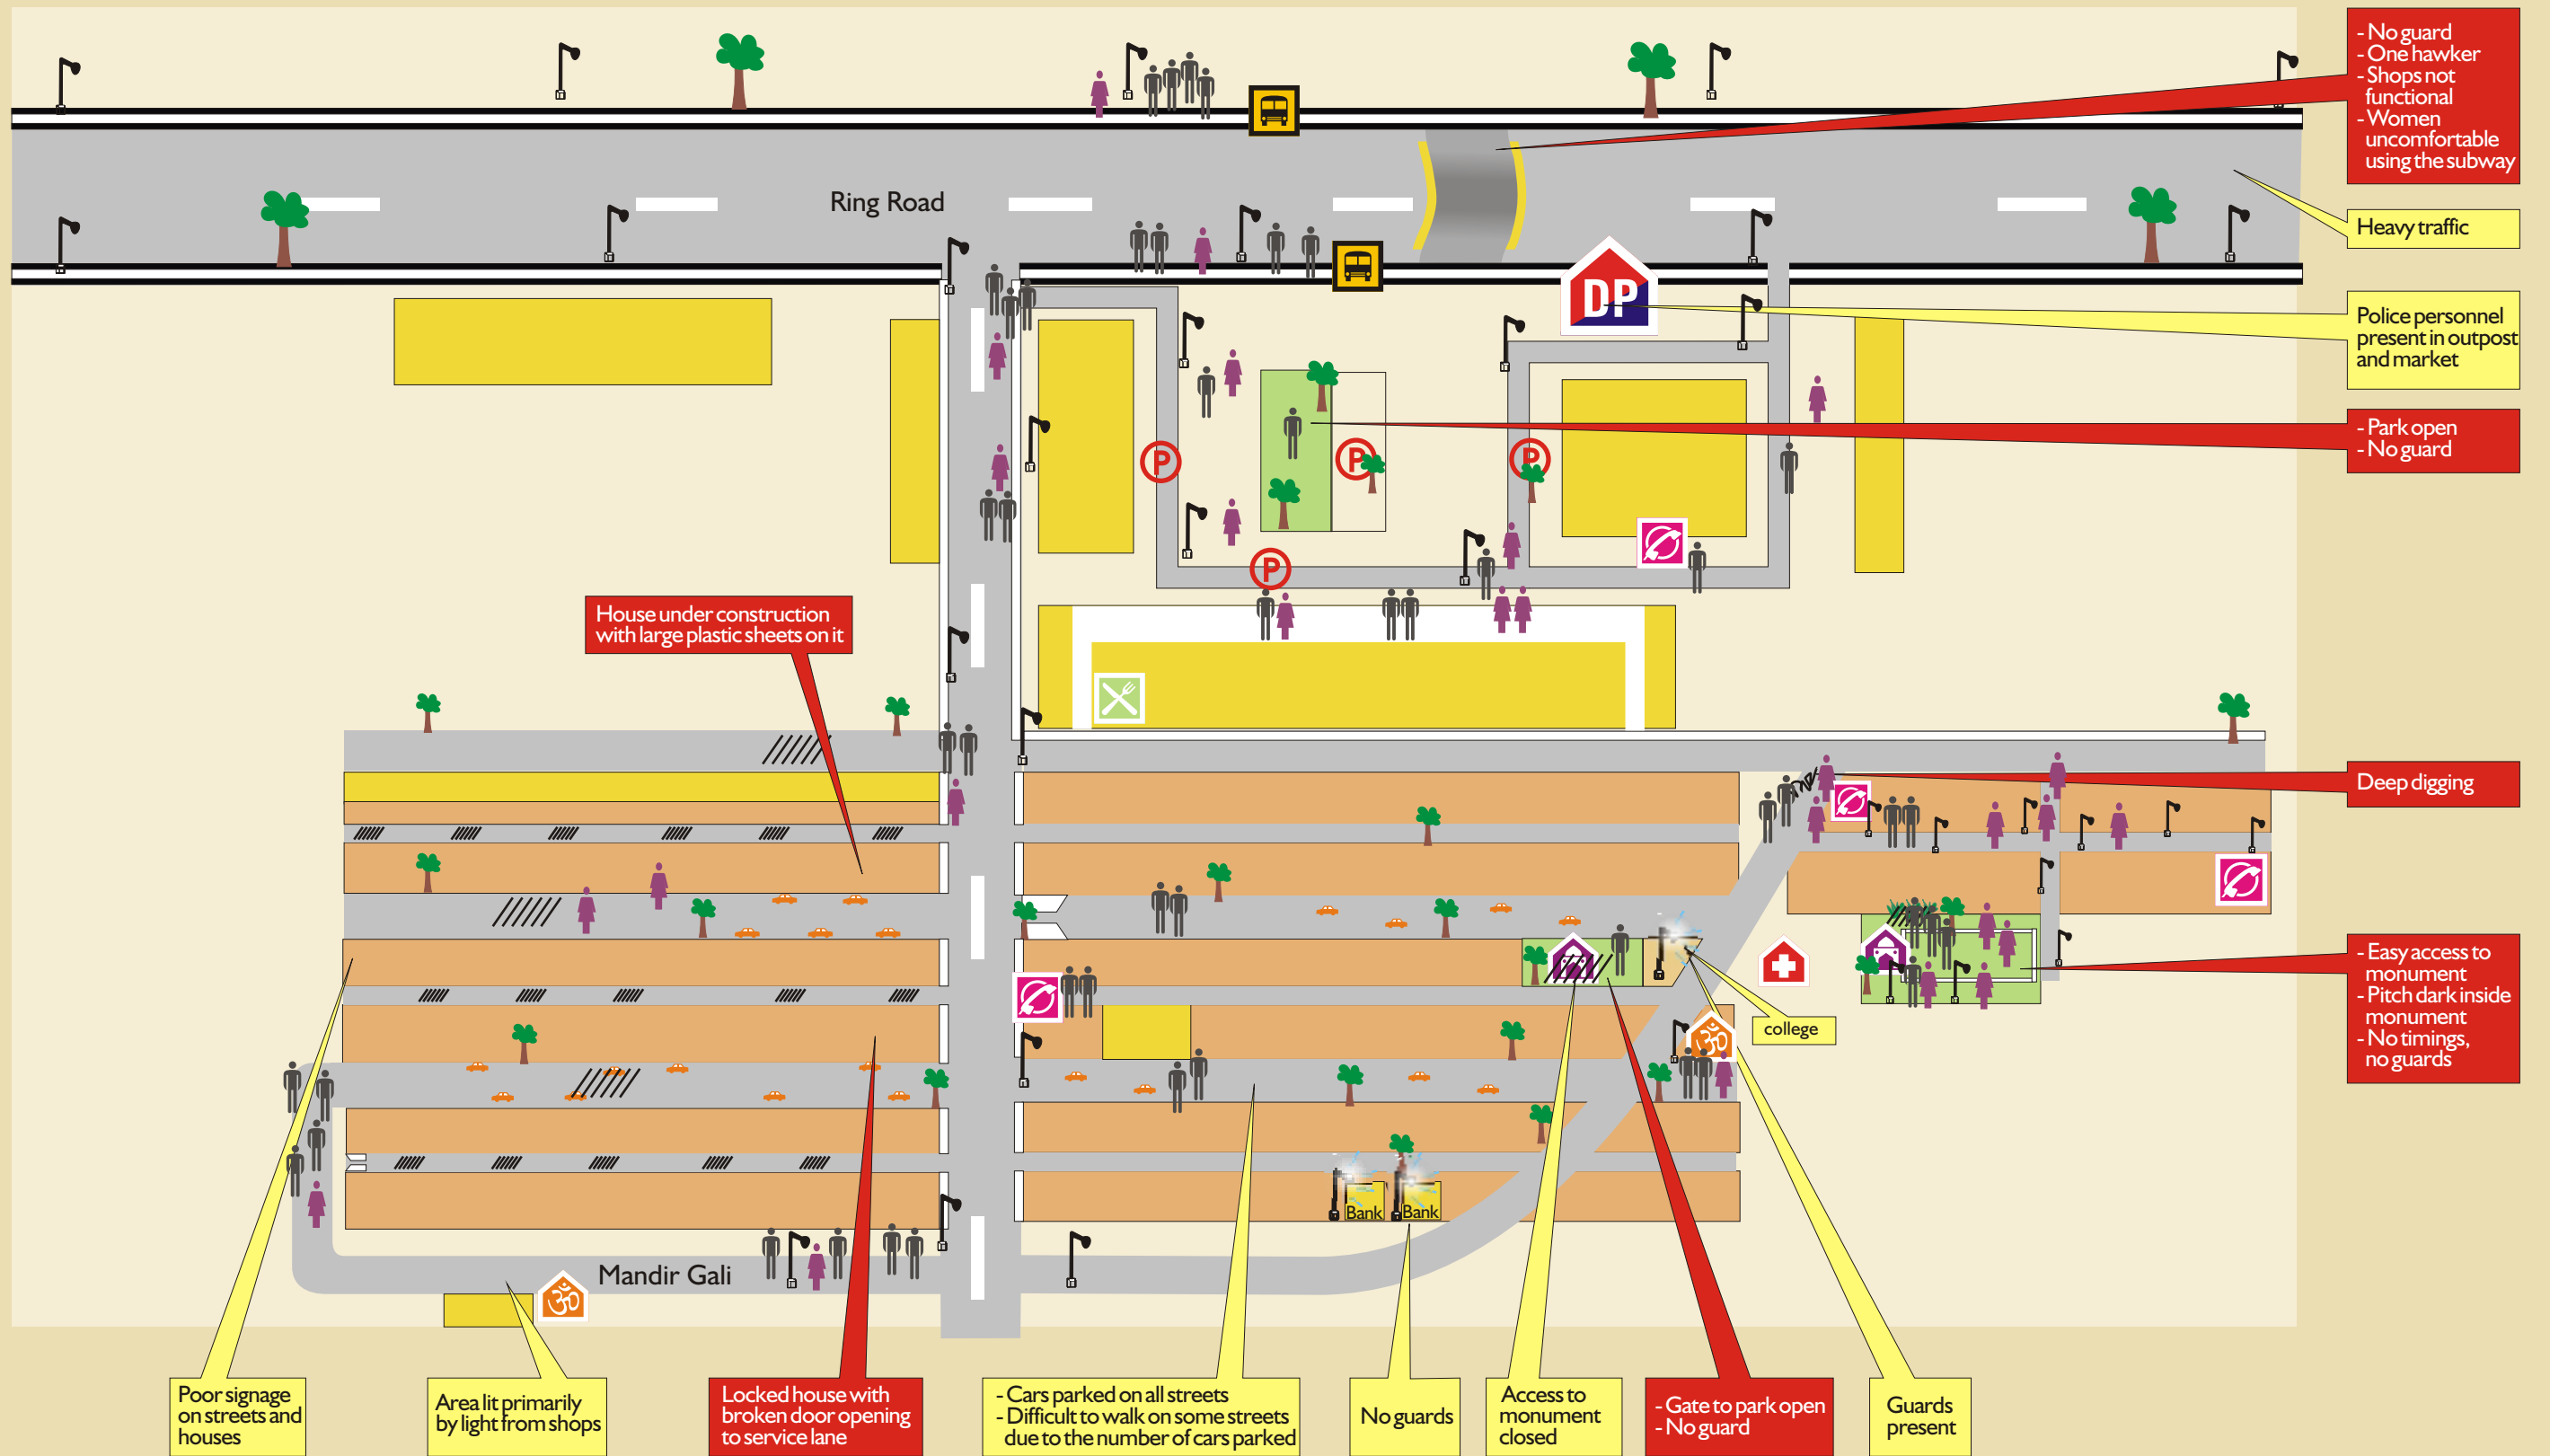 - No guard
- One hawker
- Shops not
functional
- Women
uncomfortable
using the subway
Ring Road
Heavy traffic
DP
Police personnel
present in outpost
and market
- Park open
- No guard
P
P
P
P
House under construction
with large plastic sheets on it
Deep digging
- Easy access to
monument
- Pitch dark inside
monument
- No timings,
no guards
college
ॐ
Bank
Bank
Mandir Gali
ॐ
Poor signage
on streets and
houses
Area lit primarily
by light from shops
Locked house with
broken door opening
to service lane
- Cars parked on all streets
- Difficult to walk on some streets
due to the number of cars parked
No guards
Access to
monument
closed
- Gate to park open
- No guard
Guards
present